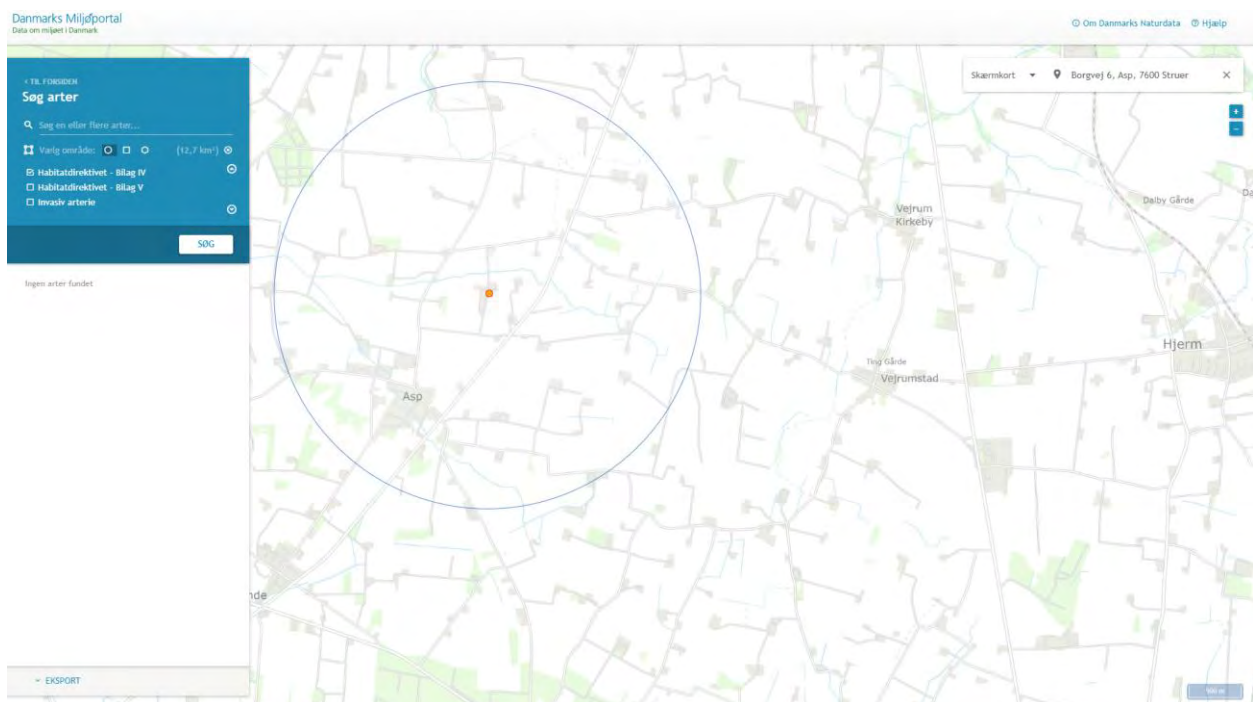 Danmarks Miljøportal
Data om miljøet i Danmark
Om Danmarks Naturdata Hjælp
< TIL FORSIDEN
Søg arter
Søg en eller flere arter...
Vælg område: (12,7 km²)
Habitatdirektivet - Bilag IV
Habitatdirektivet - Bilag V
Invasiv arterie
SØG
Ingen arter fundet
EKSPORT
Skærmkort Borgvej 6, Asp, 7600 Struer
+
-
Vejrum
Kirkeby
Dalby Gårde
Da
Hjerm
Ting Gårde
Vejrumstad
Asp
nde